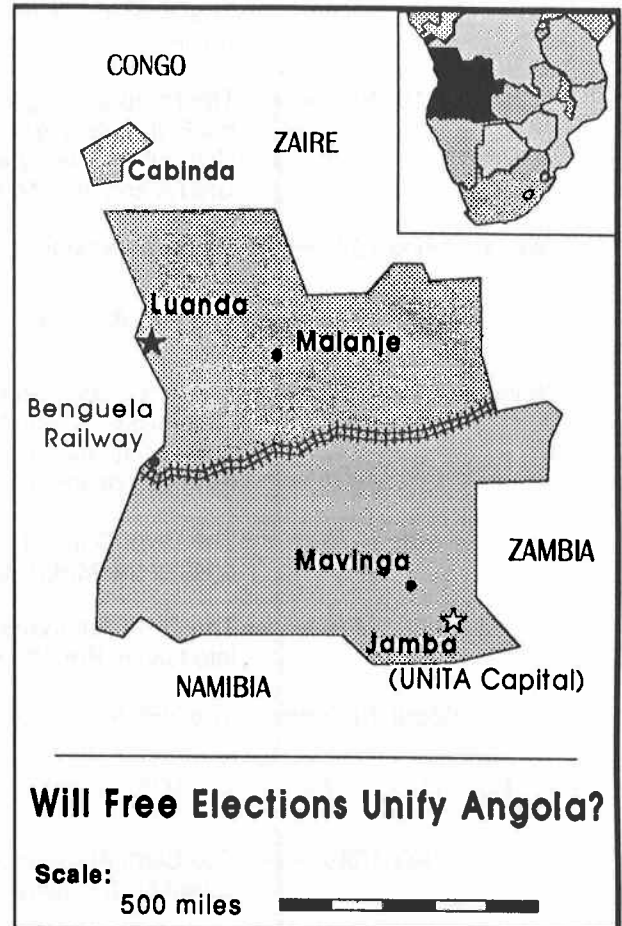 CONGO
ZAIRE
Cabinda
Luanda
Malanje
Benguela
Railway
Mavinga
ZAMBIA
Jamba
(UNITA Capital)
NAMIBIA
Will Free Elections Unify Angola?
Scale:
500 miles